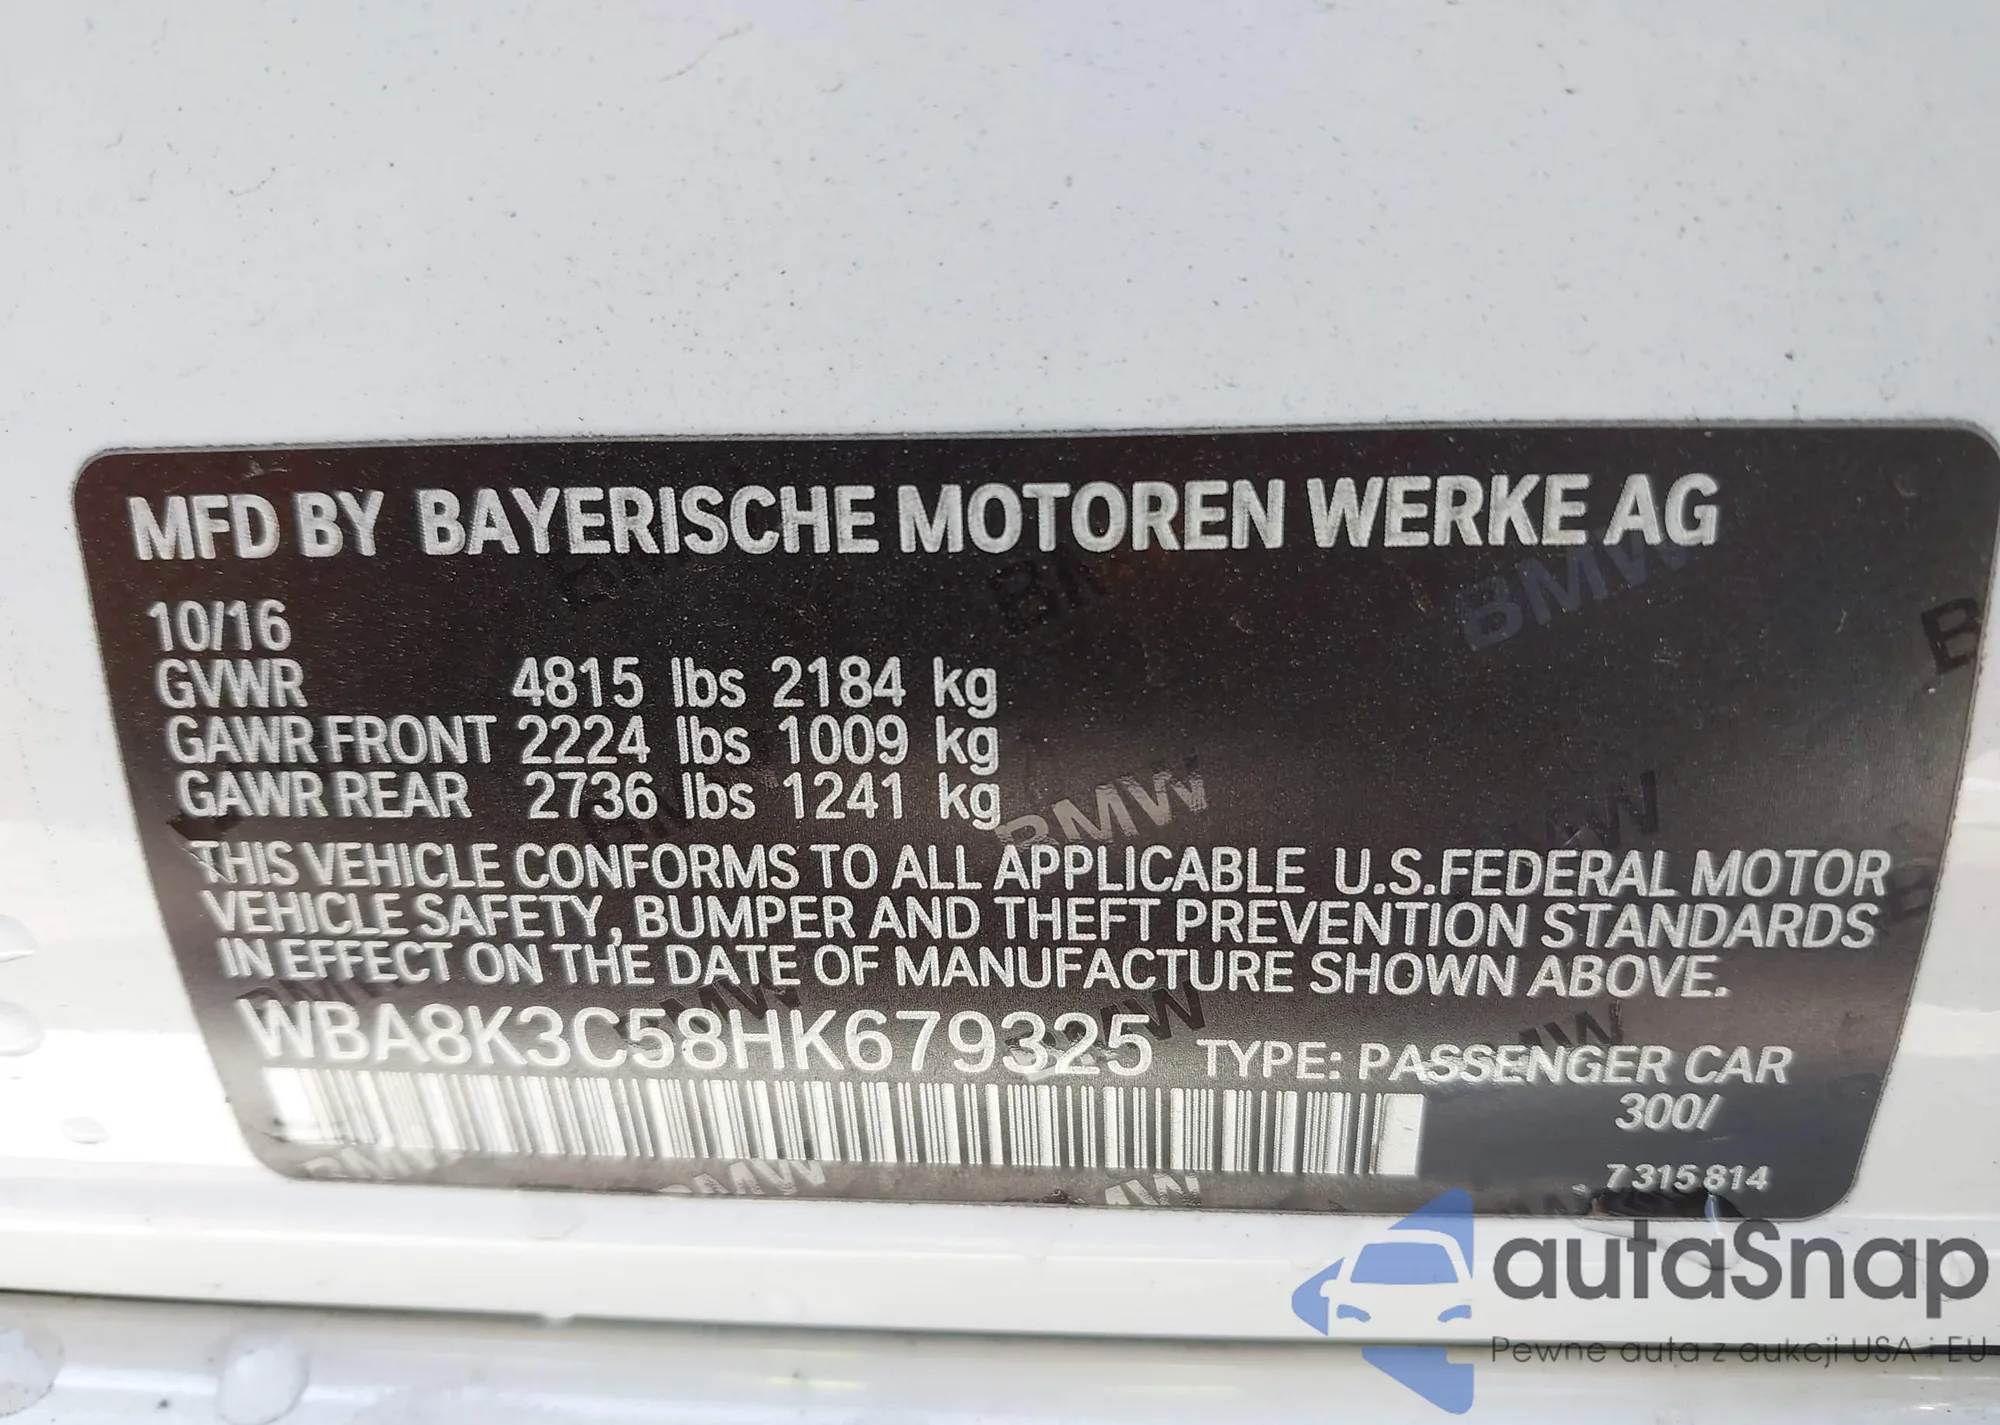 MFD BY BAYERISCHE MOTOREN WERKE AG
10/16
GVWR 4815 lbs 2184 kg
GAWR FRONT 2224 lbs 1009 kg
GAWR REAR 2736 lbs 1241 kg
THIS VEHICLE CONFORMS TO ALL APPLICABLE U.S.FEDERAL MOTOR
VEHICLE SAFETY, BUMPER AND THEFT PREVENTION STANDARDS
IN EFFECT ON THE DATE OF MANUFACTURE SHOWN ABOVE.
WBA8K3C58HK679325 TYPE: PASSENGER CAR
300/
7 315 814
autaSnap
Pewne auta z aukcji USA i EU